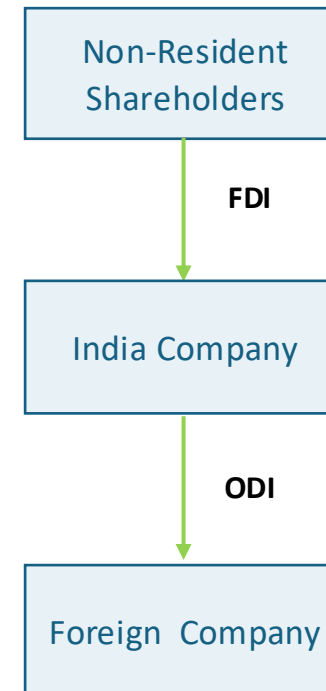 Non-Resident
Shareholders
FDI
India Company
ODI
Foreign Company